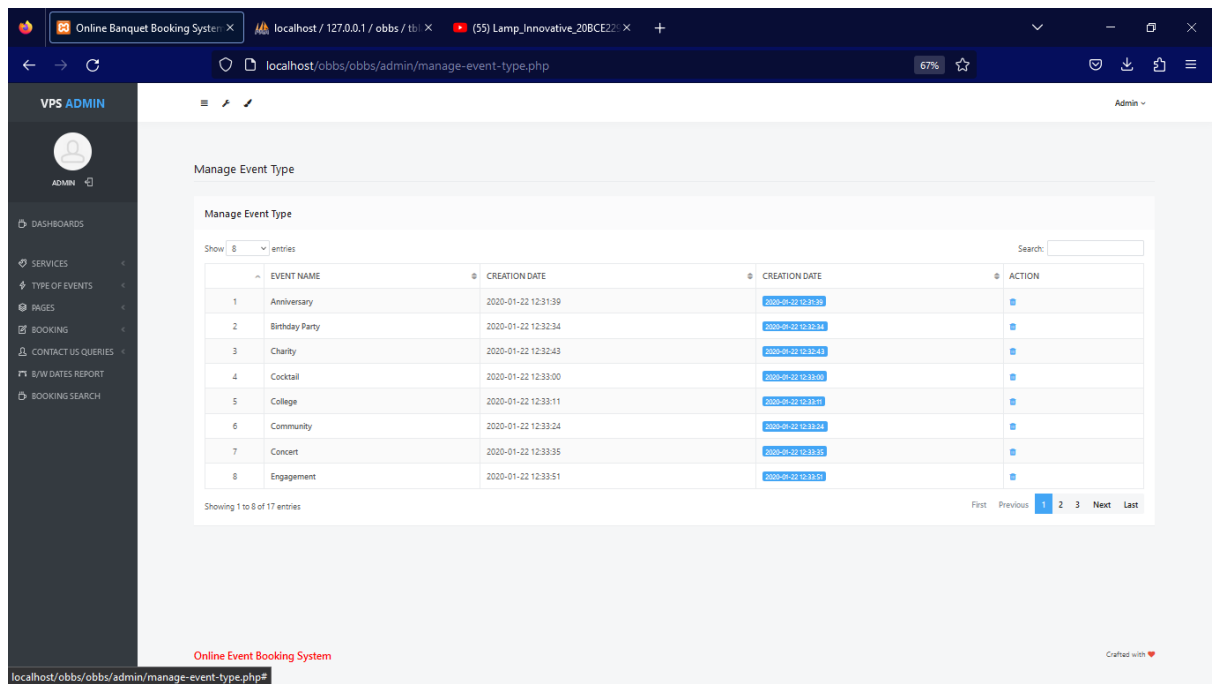 Online Banquet Booking System
localhost / 127.0.0.1 / obbs / tbl
(55) Lamp_Innovative_20BCE229
localhost/obbs/obbs/admin/manage-event-type.php
67%
VPS ADMIN
Admin
ADMIN
DASHBOARDS
SERVICES
TYPE OF EVENTS
PAGES
BOOKING
CONTACT US QUERIES
B/W DATES REPORT
BOOKING SEARCH
Manage Event Type
Manage Event Type
Show 8 entries
Search:
EVENT NAME CREATION DATE CREATION DATE ACTION
1 Anniversary 2020-01-22 12:31:39 2020-01-22 12:31:39
2 Birthday Party 2020-01-22 12:32:34 2020-01-22 12:32:34
3 Charity 2020-01-22 12:32:43 2020-01-22 12:32:43
4 Cocktail 2020-01-22 12:33:00 2020-01-22 12:33:00
5 College 2020-01-22 12:33:11 2020-01-22 12:33:11
6 Community 2020-01-22 12:33:24 2020-01-22 12:33:24
7 Concert 2020-01-22 12:33:35 2020-01-22 12:33:35
8 Engagement 2020-01-22 12:33:51 2020-01-22 12:33:51
Showing 1 to 8 of 17 entries
First Previous 1 2 3 Next Last
Online Event Booking System
Crafted with
localhost/obbs/obbs/admin/manage-event-type.php#